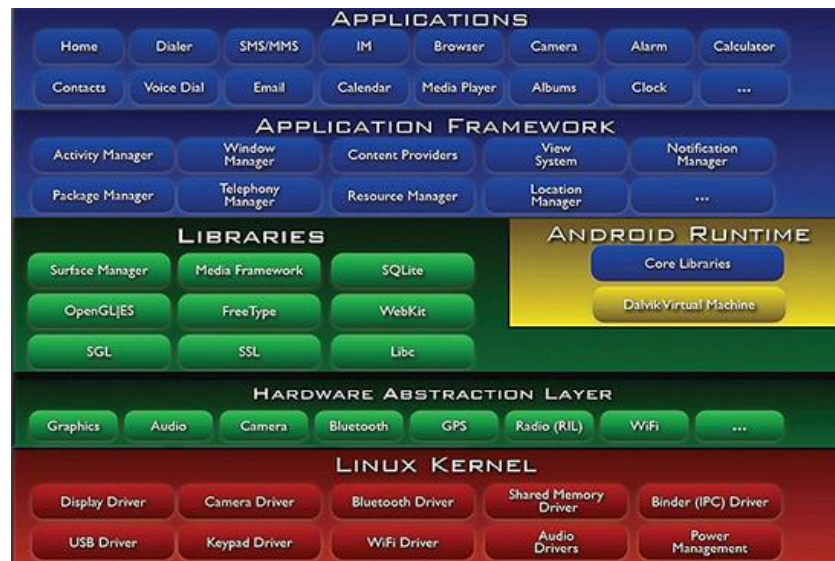 APPLICATIONS
Home Dialer SMS/MMS IM Browser Camera Alarm Calculator
Contacts Voice Dial Email Calendar Media Player Albums Clock ...
APPLICATION FRAMEWORK
Activity Manager Window Manager Content Providers View System Notification Manager
Package Manager Telephony Manager Resource Manager Location Manager ...
LIBRARIES
Surface Manager Media Framework SQLite
OpenGL|ES FreeType WebKit
SGL SSL Libc
ANDROID RUNTIME
Core Libraries
Dalvik Virtual Machine
HARDWARE ABSTRACTION LAYER
Graphics Audio Camera Bluetooth GPS Radio (RIL) WiFi ...
LINUX KERNEL
Display Driver Camera Driver Bluetooth Driver Shared Memory Driver Binder (IPC) Driver
USB Driver Keypad Driver WiFi Driver Audio Drivers Power Management